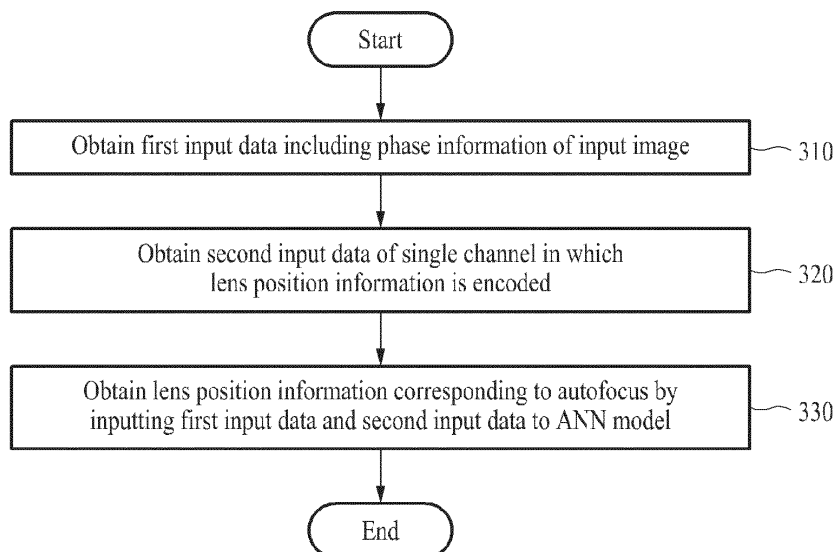 Start
Obtain first input data including phase information of input image
310
Obtain second input data of single channel in which
lens position information is encoded
320
Obtain lens position information corresponding to autofocus by
inputting first input data and second input data to ANN model
330
End